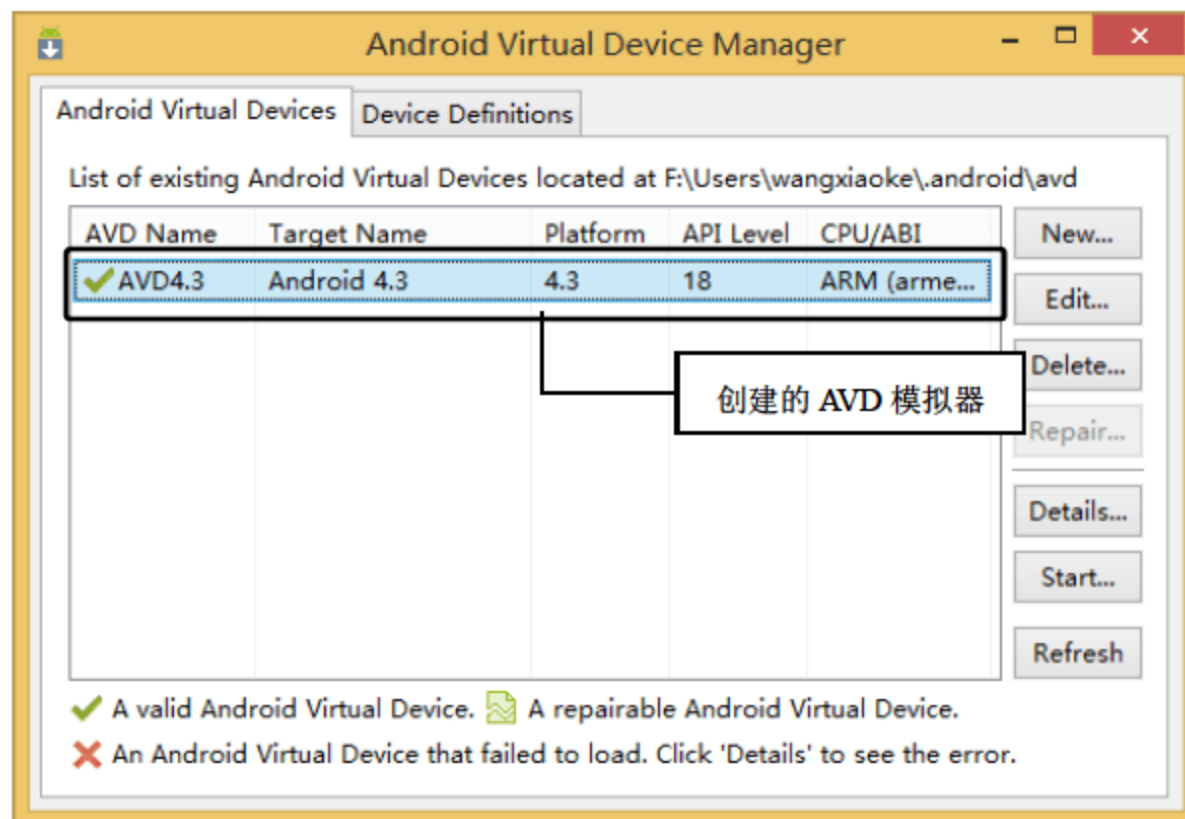 Android Virtual Device Manager
Android Virtual Devices Device Definitions
List of existing Android Virtual Devices located at F:\Users\wangxiaoke\.android\avd
AVD Name Target Name Platform API Level CPU/ABI
AVD4.3 Android 4.3 4.3 18 ARM (arme...
New...
Edit...
Delete...
创建的 AVD 模拟器
Repair...
Details...
Start...
Refresh
A valid Android Virtual Device. A repairable Android Virtual Device.
An Android Virtual Device that failed to load. Click 'Details' to see the error.